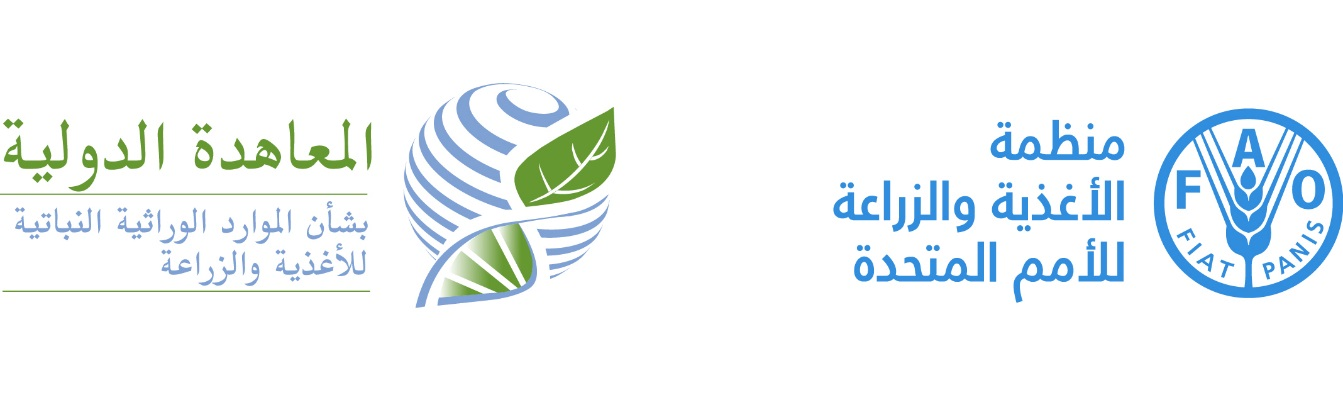 منظمة
الأغذية والزراعة
للأمم المتحدة
F A O
FIAT PANIS
المعاهدة الدولية
بشأن الموارد الوراثية النباتية
للأغذية والزراعة